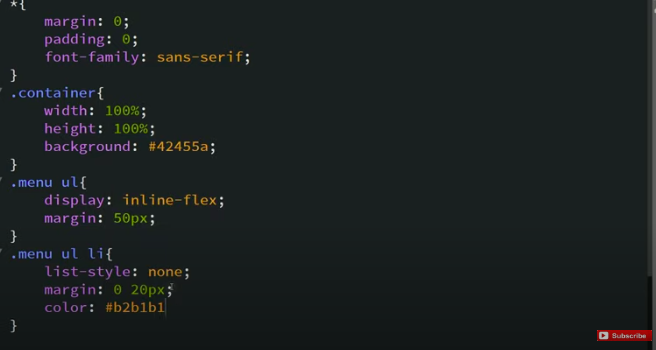 *{
margin: 0;
padding: 0;
font-family: sans-serif;
}
.container{
width: 100%;
height: 100%;
background: #42455a;
}
.menu ul{
display: inline-flex;
margin: 50px;
}
.menu ul li{
list-style: none;
margin: 0 20px;
color: #b2b1b1
}
Subscribe